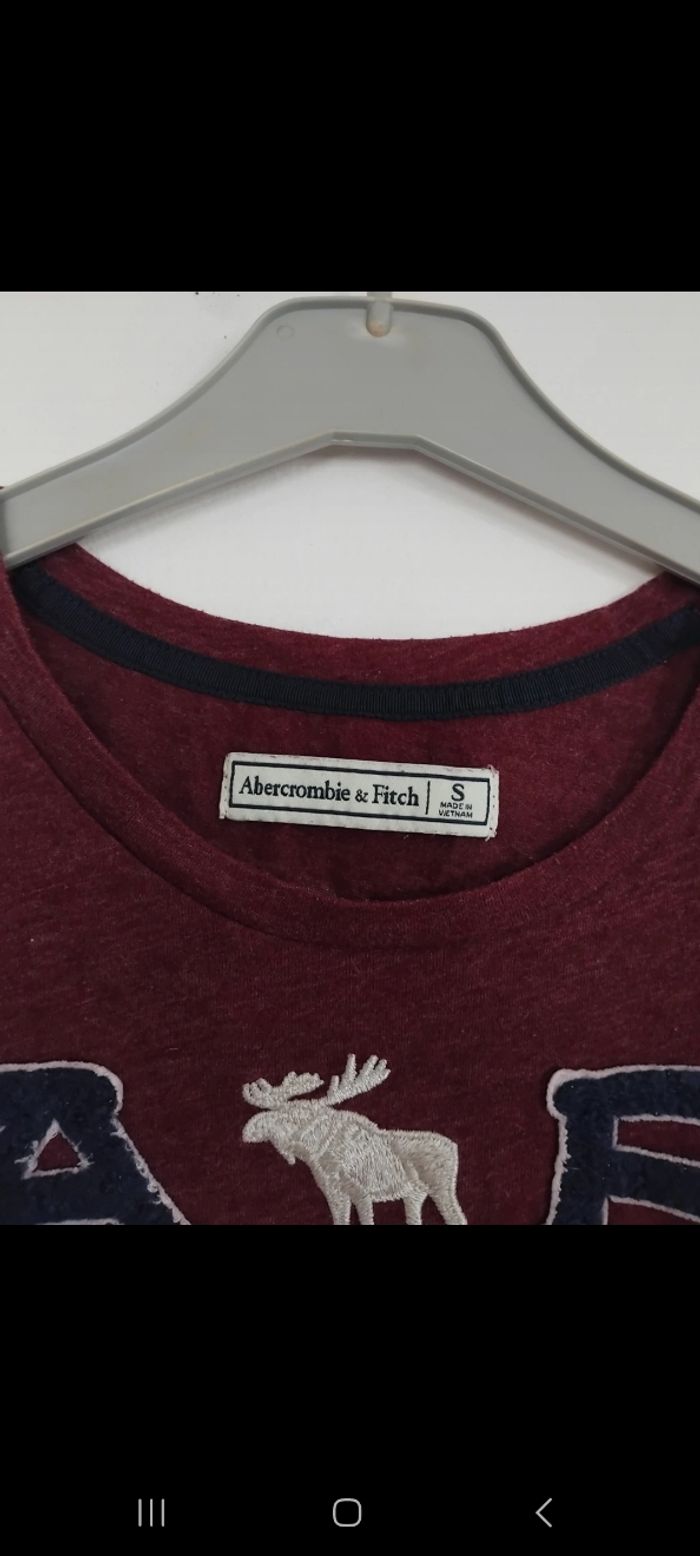 Abercrombie & Fitch
S
MADE IN
VIETNAM
A F